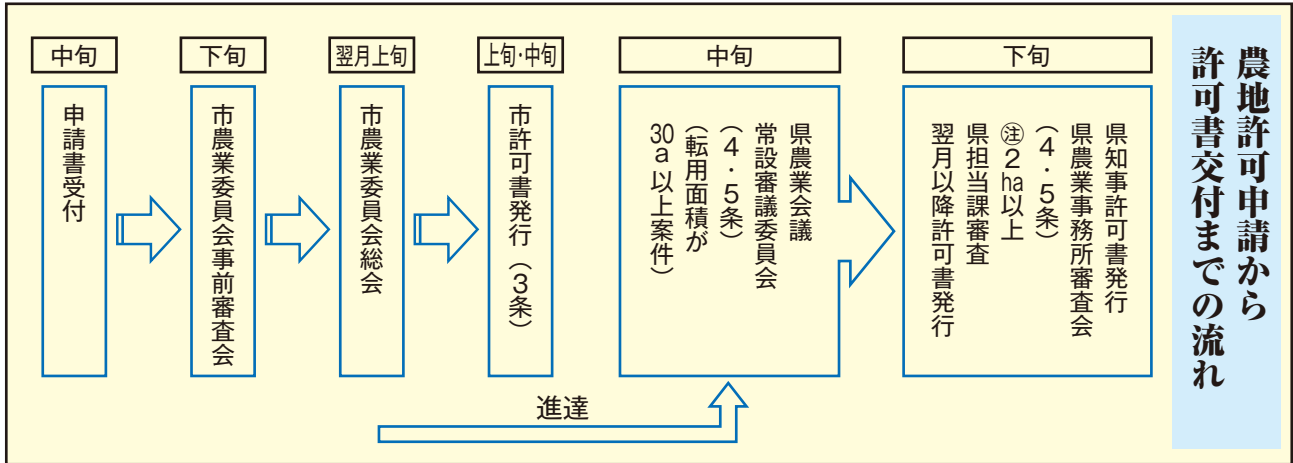 農地許可申請から
許可書交付までの流れ
中旬
申請書受付
下旬
市農業委員会事前審査会
翌月上旬
市農業委員会総会
上旬・中旬
市許可書発行（3条）
中旬
県農業会議
常設審議委員会
（4・5条）
（転用面積が
30a以上案件）
下旬
県知事許可書発行
県農業事務所審査会
（4・5条）
㊟2ha以上
県担当課審査
翌月以降許可書発行
進達